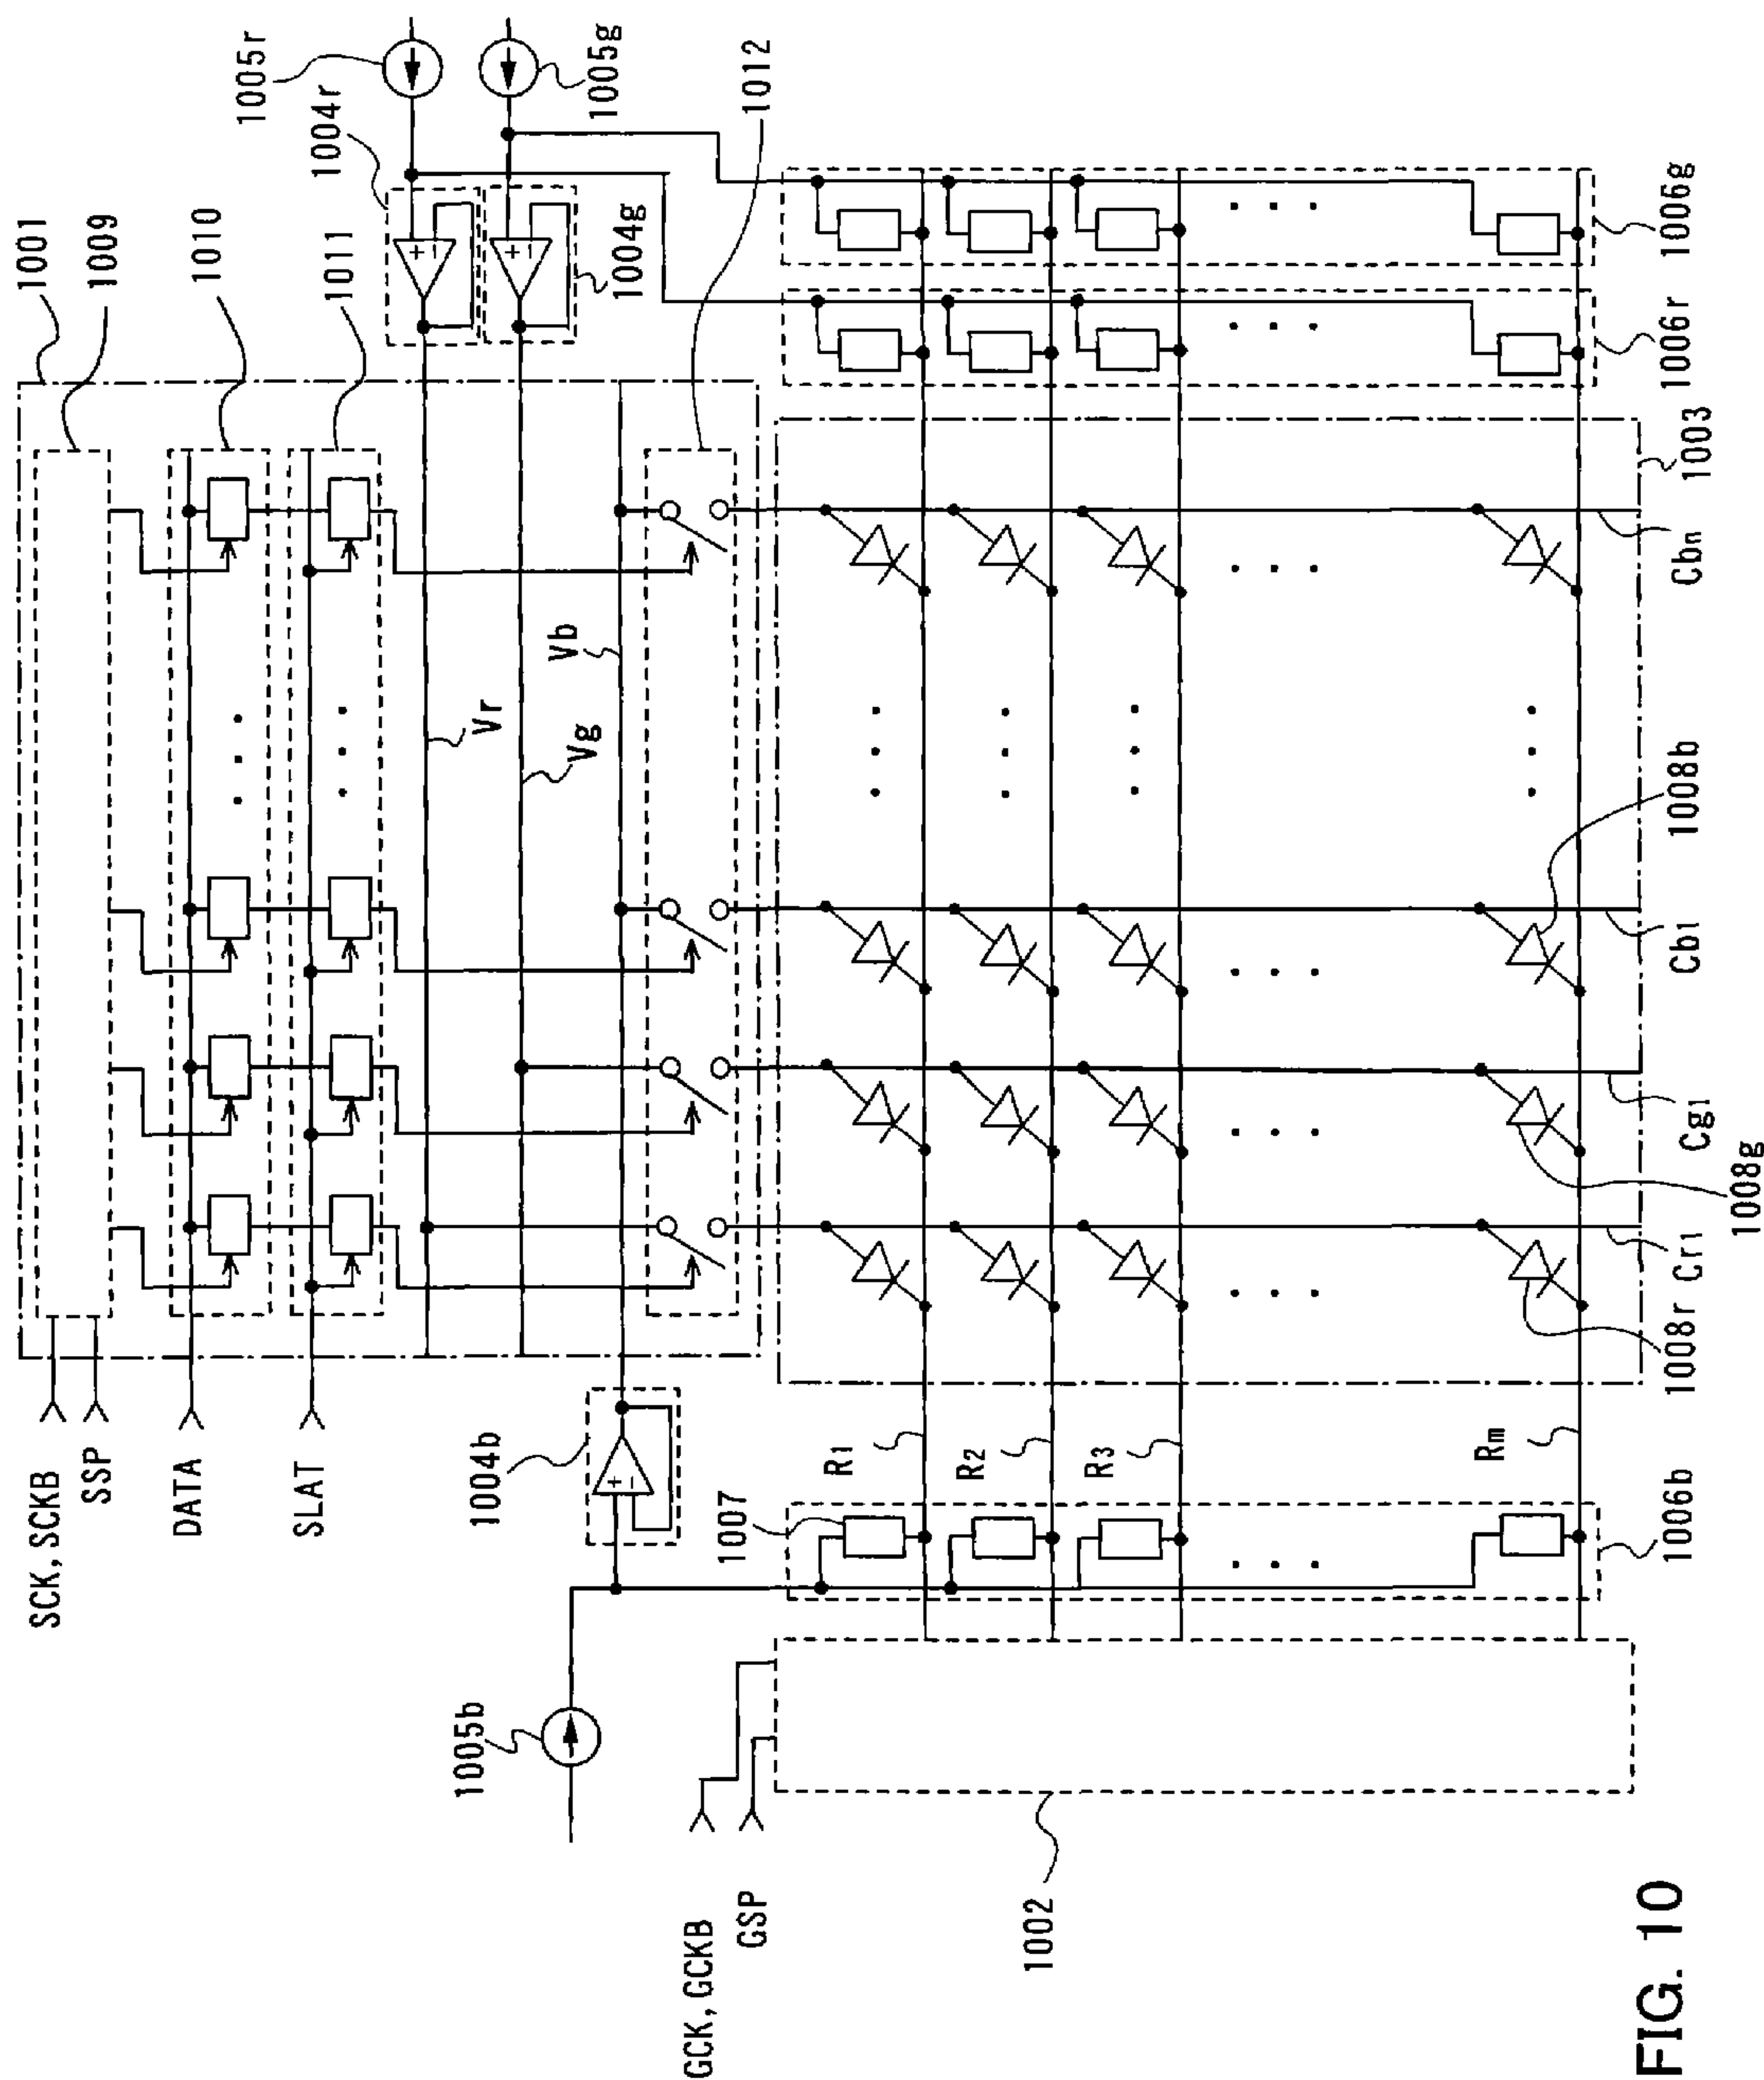 1001
1009
1010
1011
1004r
1005r
1005g
1004g
1012
SCK, SCKB
SSP
DATA
SLAT
Vr
Vg
Vb
1004b
1005b
GCK, GCKB
GSP
1002
1007
R1
R2
R3
Rm
1006b
1008r
Cr1
1008g
Cg1
Cb1
1008b
Cbn
1003
1006r
1006g
FIG. 10